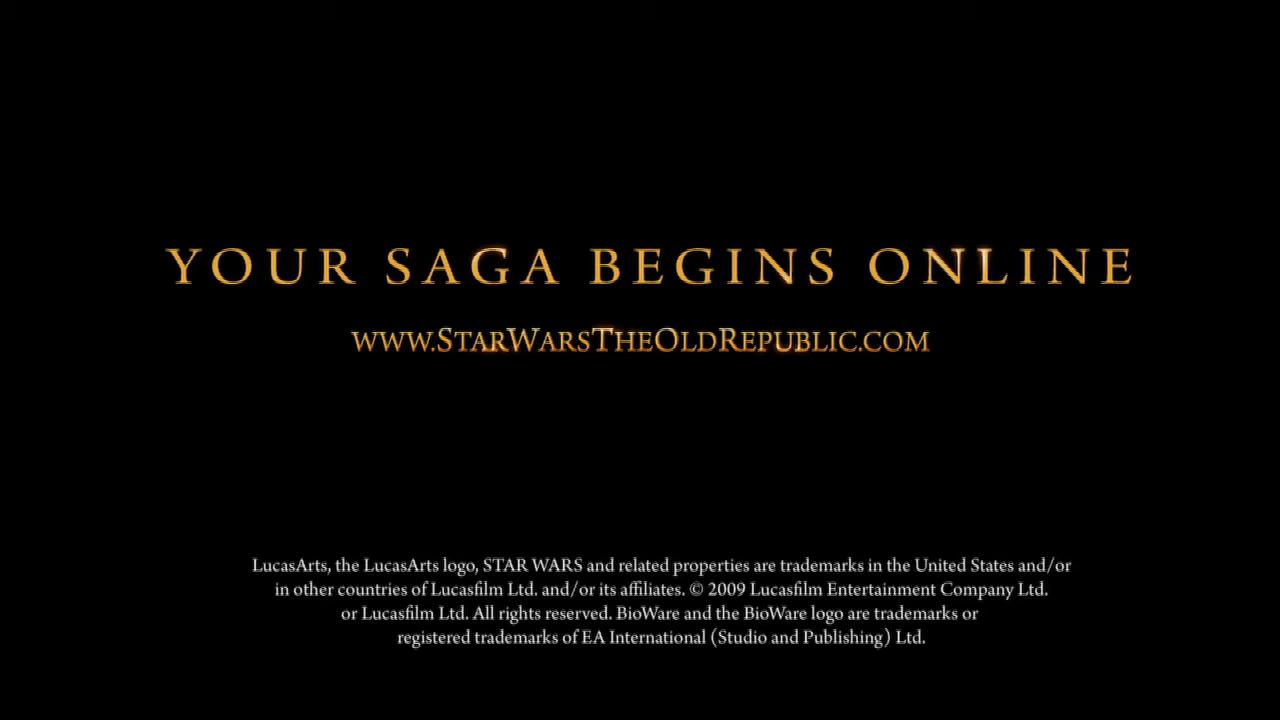 YOUR SAGA BEGINS ONLINE
WWW.STARWARSTHEOLDREPUBLIC.COM
LucasArts, the LucasArts logo, STAR WARS and related properties are trademarks in the United States and/or
in other countries of Lucasfilm Ltd. and/or its affiliates. © 2009 Lucasfilm Entertainment Company Ltd.
or Lucasfilm Ltd. All rights reserved. BioWare and the BioWare logo are trademarks or
registered trademarks of EA International (Studio and Publishing) Ltd.